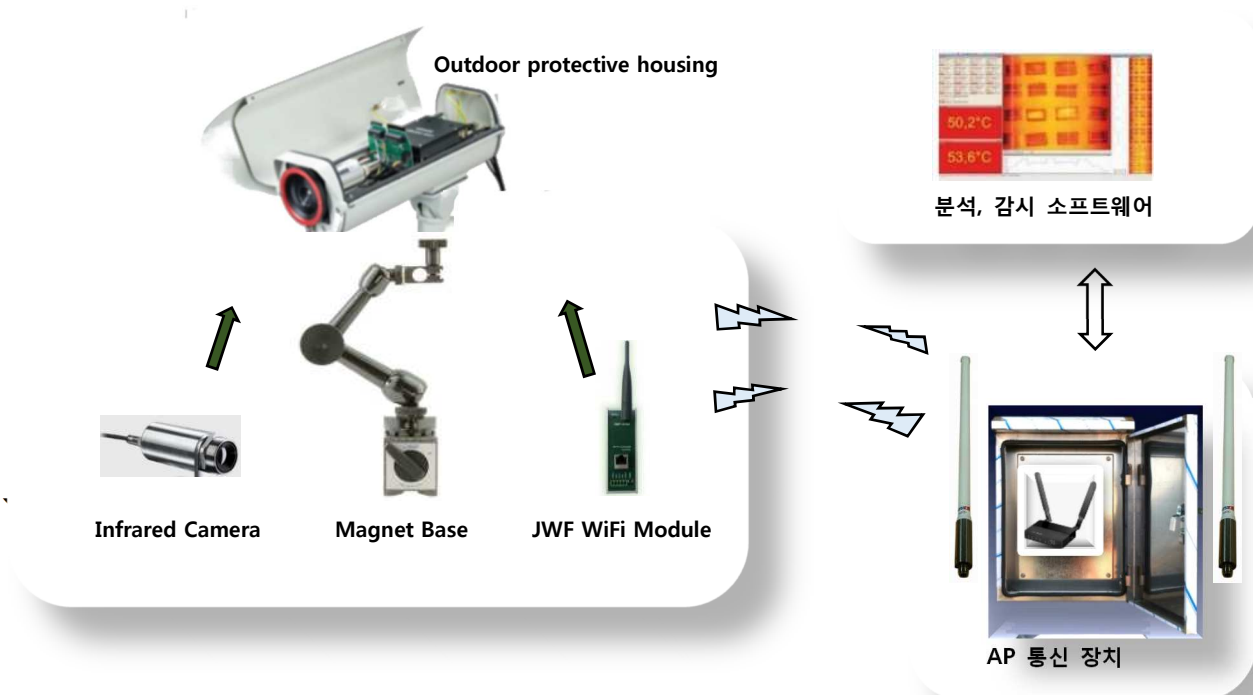 Outdoor protective housing
50,2°C
53,6°C
분석, 감시 소프트웨어
Infrared Camera
Magnet Base
JWF WiFi Module
AP 통신 장치